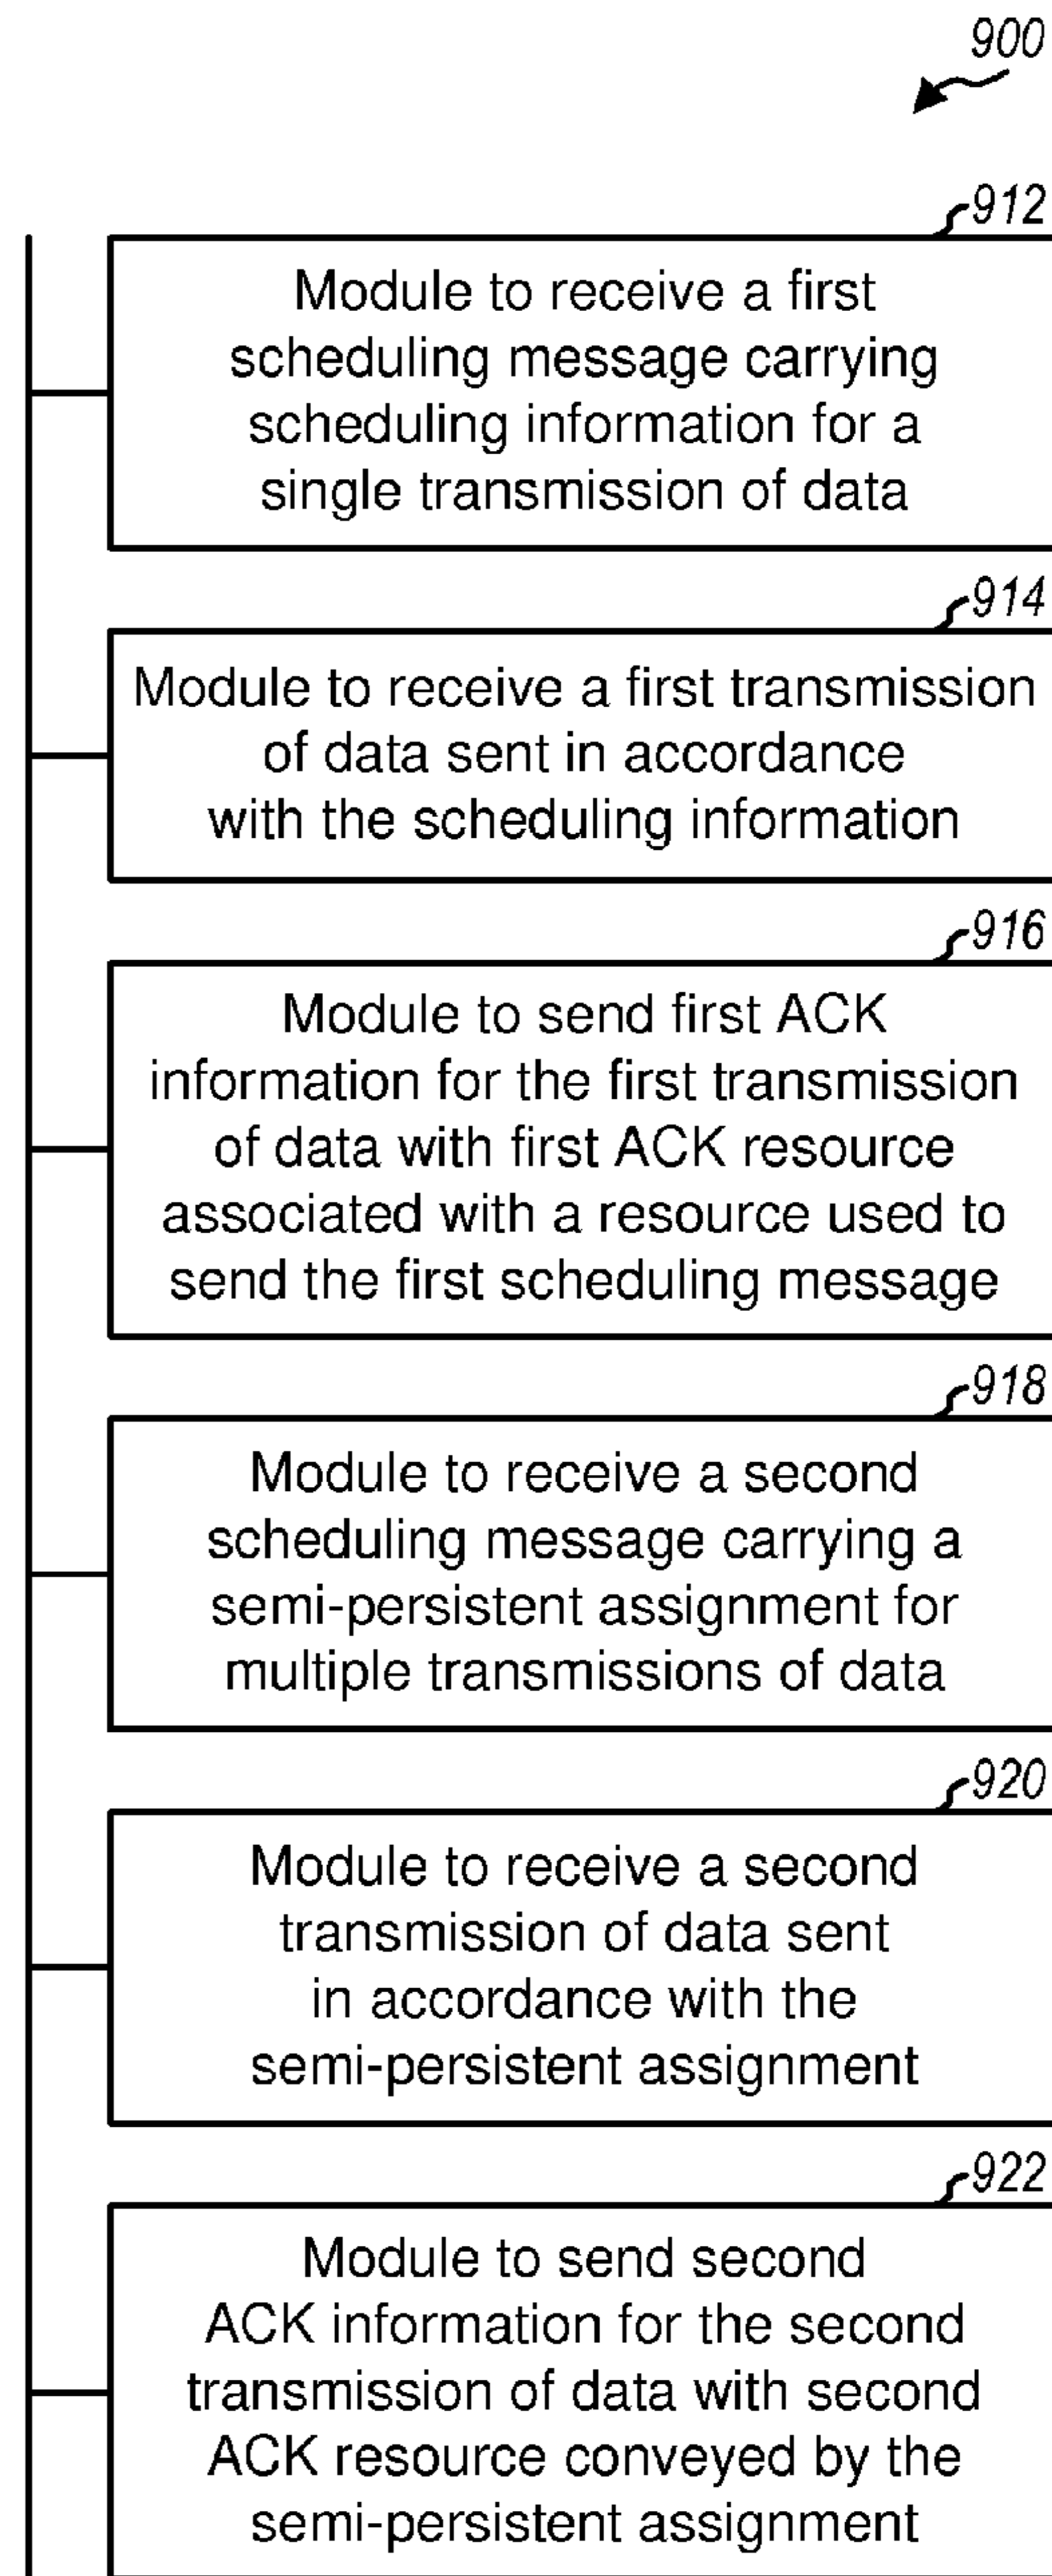 900
912
Module to receive a first
scheduling message carrying
scheduling information for a
single transmission of data
914
Module to receive a first transmission
of data sent in accordance
with the scheduling information
916
Module to send first ACK
information for the first transmission
of data with first ACK resource
associated with a resource used to
send the first scheduling message
918
Module to receive a second
scheduling message carrying a
semi-persistent assignment for
multiple transmissions of data
920
Module to receive a second
transmission of data sent
in accordance with the
semi-persistent assignment
922
Module to send second
ACK information for the second
transmission of data with second
ACK resource conveyed by the
semi-persistent assignment